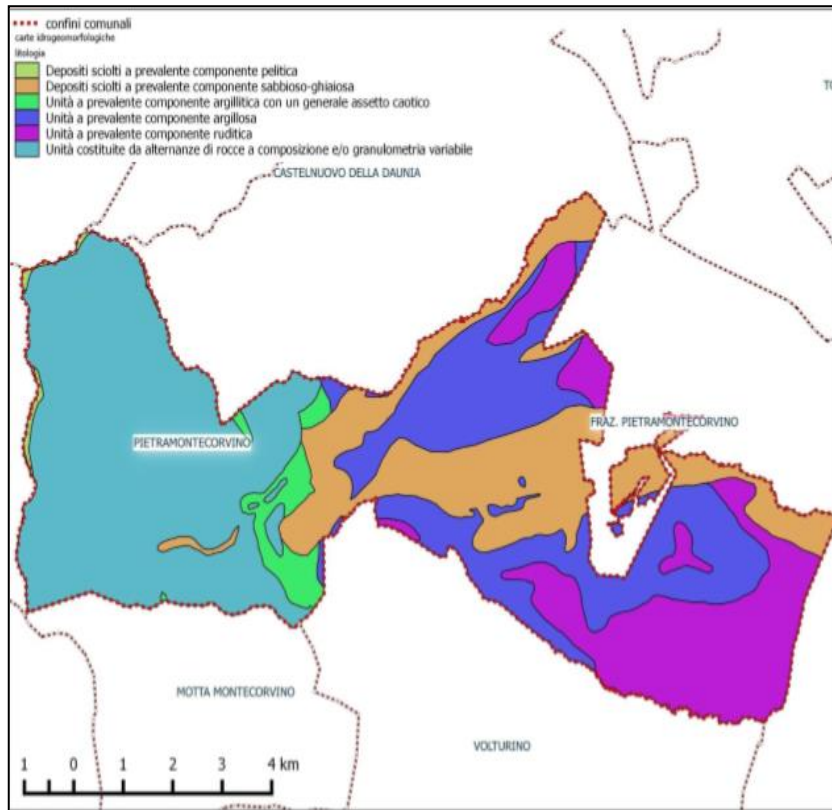 confini comunali
carte idrogeomorfologiche
litologia
Depositi sciolti a prevalente componente pelitica
Depositi sciolti a prevalente componente sabbioso-ghiaiosa
Unità a prevalente componente argillitica con un generale assetto caotico
Unità a prevalente componente argillosa
Unità a prevalente componente ruditica
Unità costituite da alternanze di rocce a composizione e/o granulometria variabile
TO
CASTELNUOVO DELLA DAUNIA
FRAZ. PIETRAMONTECORVINO
PIETRAMONTECORVINO
MOTTA MONTECORVINO
VOLTURINO
1 0 1 2 3 4 km